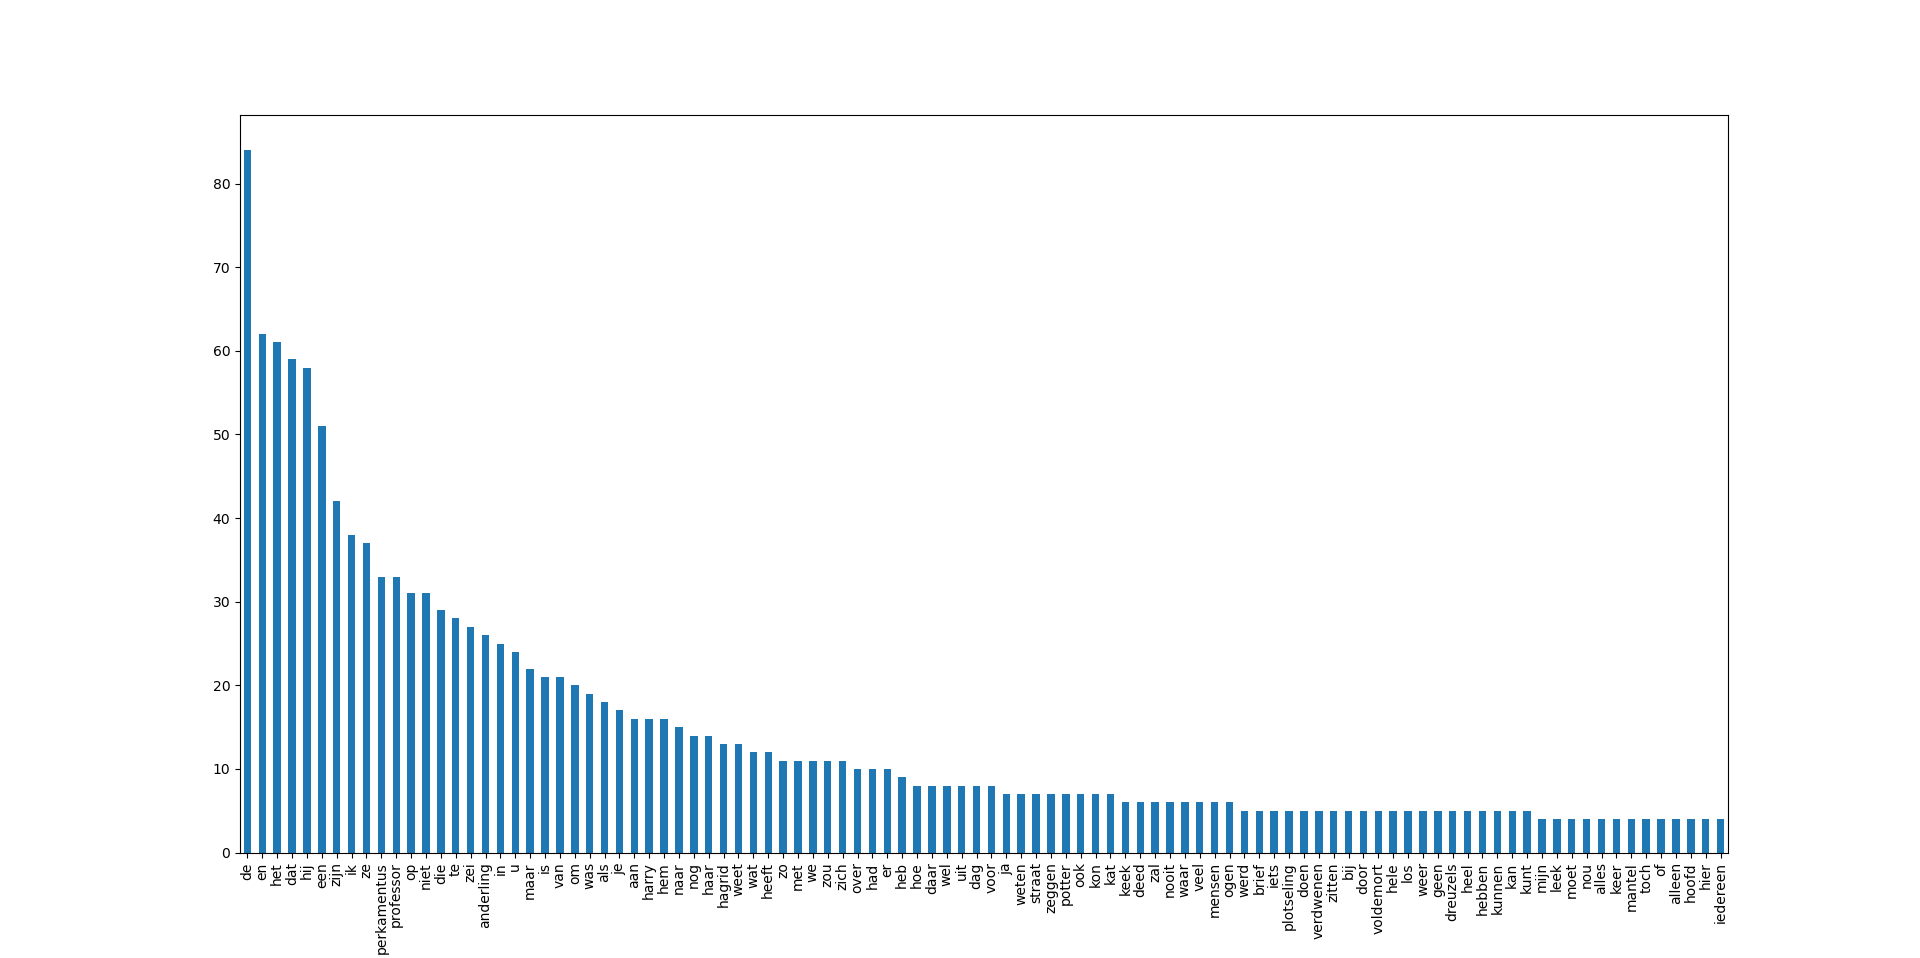 80
70
60
50
40
30
20
10
0
de
en
het
dat
hij
een
zijn
ik
ze
perkamentus
professor
op
niet
die
te
zei
anderling
in
u
maar
is
van
om
was
als
je
aan
harry
hem
naar
nog
haar
hagrid
weet
wat
heeft
zo
met
we
zou
zich
over
had
er
heb
hoe
daar
wel
uit
dag
voor
ja
weten
straat
zeggen
potter
ook
kon
kat
keek
deed
zal
nooit
waar
veel
mensen
ogen
werd
brief
iets
plotseling
doen
verdwenen
zitten
bij
door
voldemort
hele
los
weer
geen
dreuzels
heel
hebben
kunnen
kan
kunt
mijn
leek
moet
nou
alles
keer
mantel
toch
of
alleen
hoofd
hier
iedereen